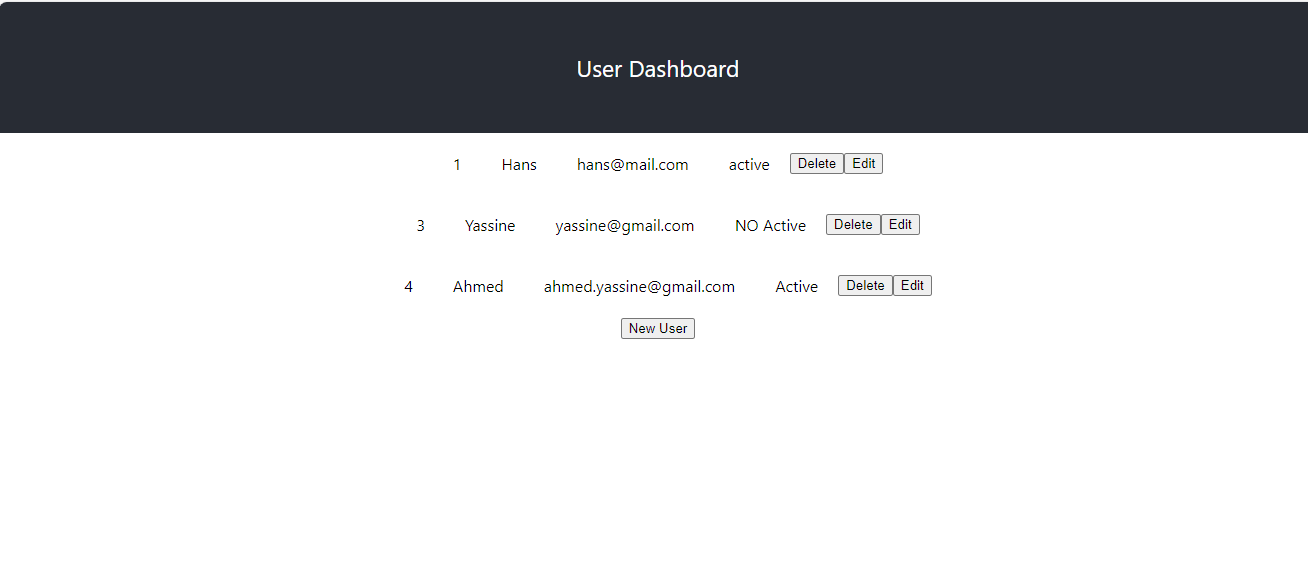 User Dashboard
1 Hans hans@mail.com active Delete Edit
3 Yassine yassine@gmail.com NO Active Delete Edit
4 Ahmed ahmed.yassine@gmail.com Active Delete Edit
New User